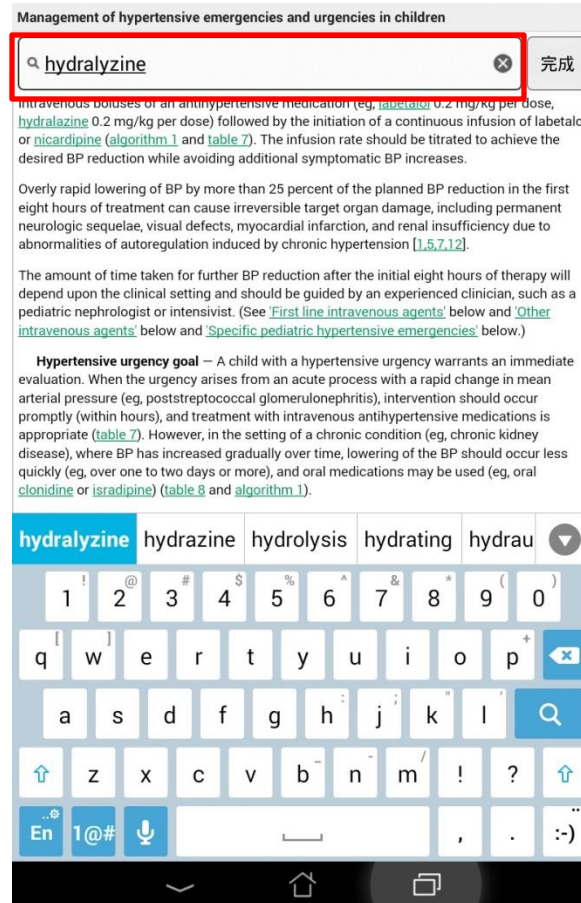 Management of hypertensive emergencies and urgencies in children
hydralyzine
完成
intravenous boluses of an antihypertensive medication (eg, labetalol 0.2 mg/kg per dose,
hydralazine 0.2 mg/kg per dose) followed by the initiation of a continuous infusion of labetalo
or nicardipine (algorithm 1 and table 7). The infusion rate should be titrated to achieve the
desired BP reduction while avoiding additional symptomatic BP increases.
Overly rapid lowering of BP by more than 25 percent of the planned BP reduction in the first
eight hours of treatment can cause irreversible target organ damage, including permanent
neurologic sequelae, visual defects, myocardial infarction, and renal insufficiency due to
abnormalities of autoregulation induced by chronic hypertension [1,5,7,12].
The amount of time taken for further BP reduction after the initial eight hours of therapy will
depend upon the clinical setting and should be guided by an experienced clinician, such as a
pediatric nephrologist or intensivist. (See 'First line intravenous agents' below and 'Other
intravenous agents' below and 'Specific pediatric hypertensive emergencies' below.)
Hypertensive urgency goal — A child with a hypertensive urgency warrants an immediate
evaluation. When the urgency arises from an acute process with a rapid change in mean
arterial pressure (eg, poststreptococcal glomerulonephritis), intervention should occur
promptly (within hours), and treatment with intravenous antihypertensive medications is
appropriate (table 7). However, in the setting of a chronic condition (eg, chronic kidney
disease), where BP has increased gradually over time, lowering of the BP should occur less
quickly (eg, over one to two days or more), and oral medications may be used (eg, oral
clonidine or isradipine) (table 8 and algorithm 1).
hydralyzine hydrazine hydrolysis hydrating hydrau
! @ # $ % ^ & * ( )
1 2 3 4 5 6 7 8 9 0
[ ] +
q w e r t y u i o p
: ; " '
a s d f g h j k l
_ - /
z x c v b n m ! ?
En 1@# , . :-)